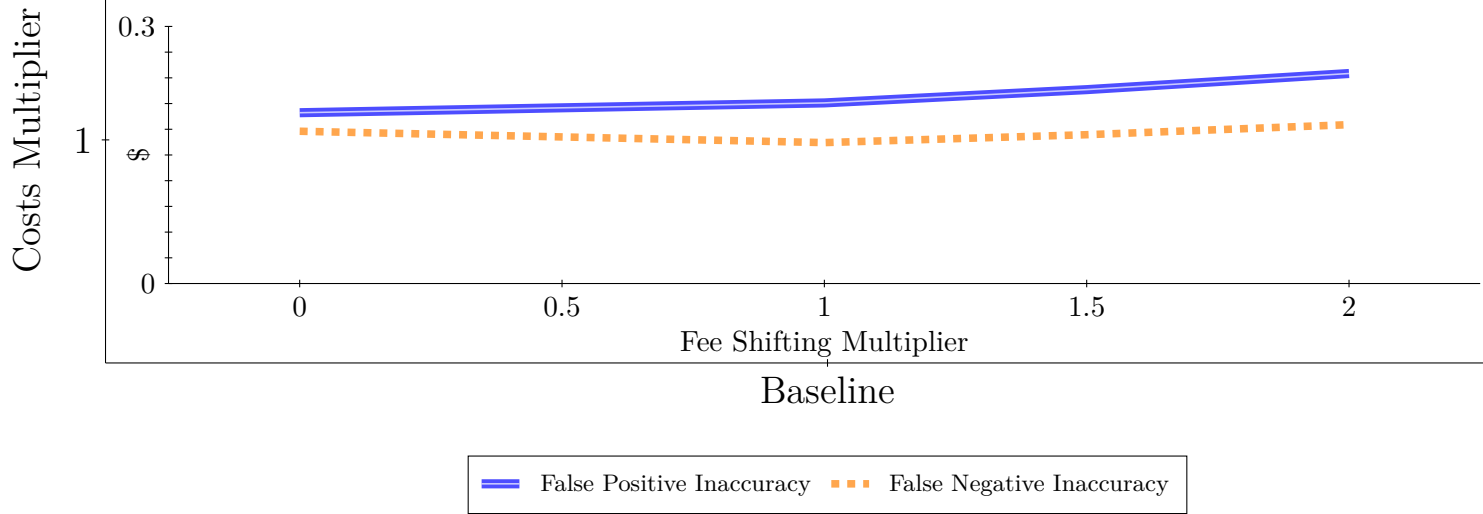 Costs Multiplier
1
$
0.3
0
0 0.5 1 1.5 2
Fee Shifting Multiplier
Baseline
False Positive Inaccuracy False Negative Inaccuracy